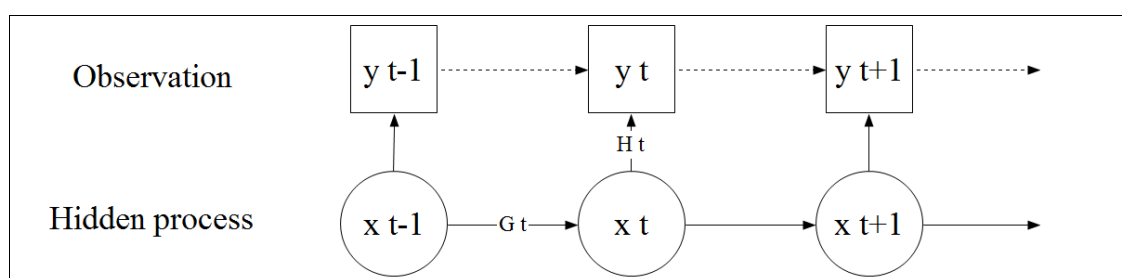 Observation
y t-1
y t
y t+1
H t
Hidden process
x t-1
G t
x t
x t+1